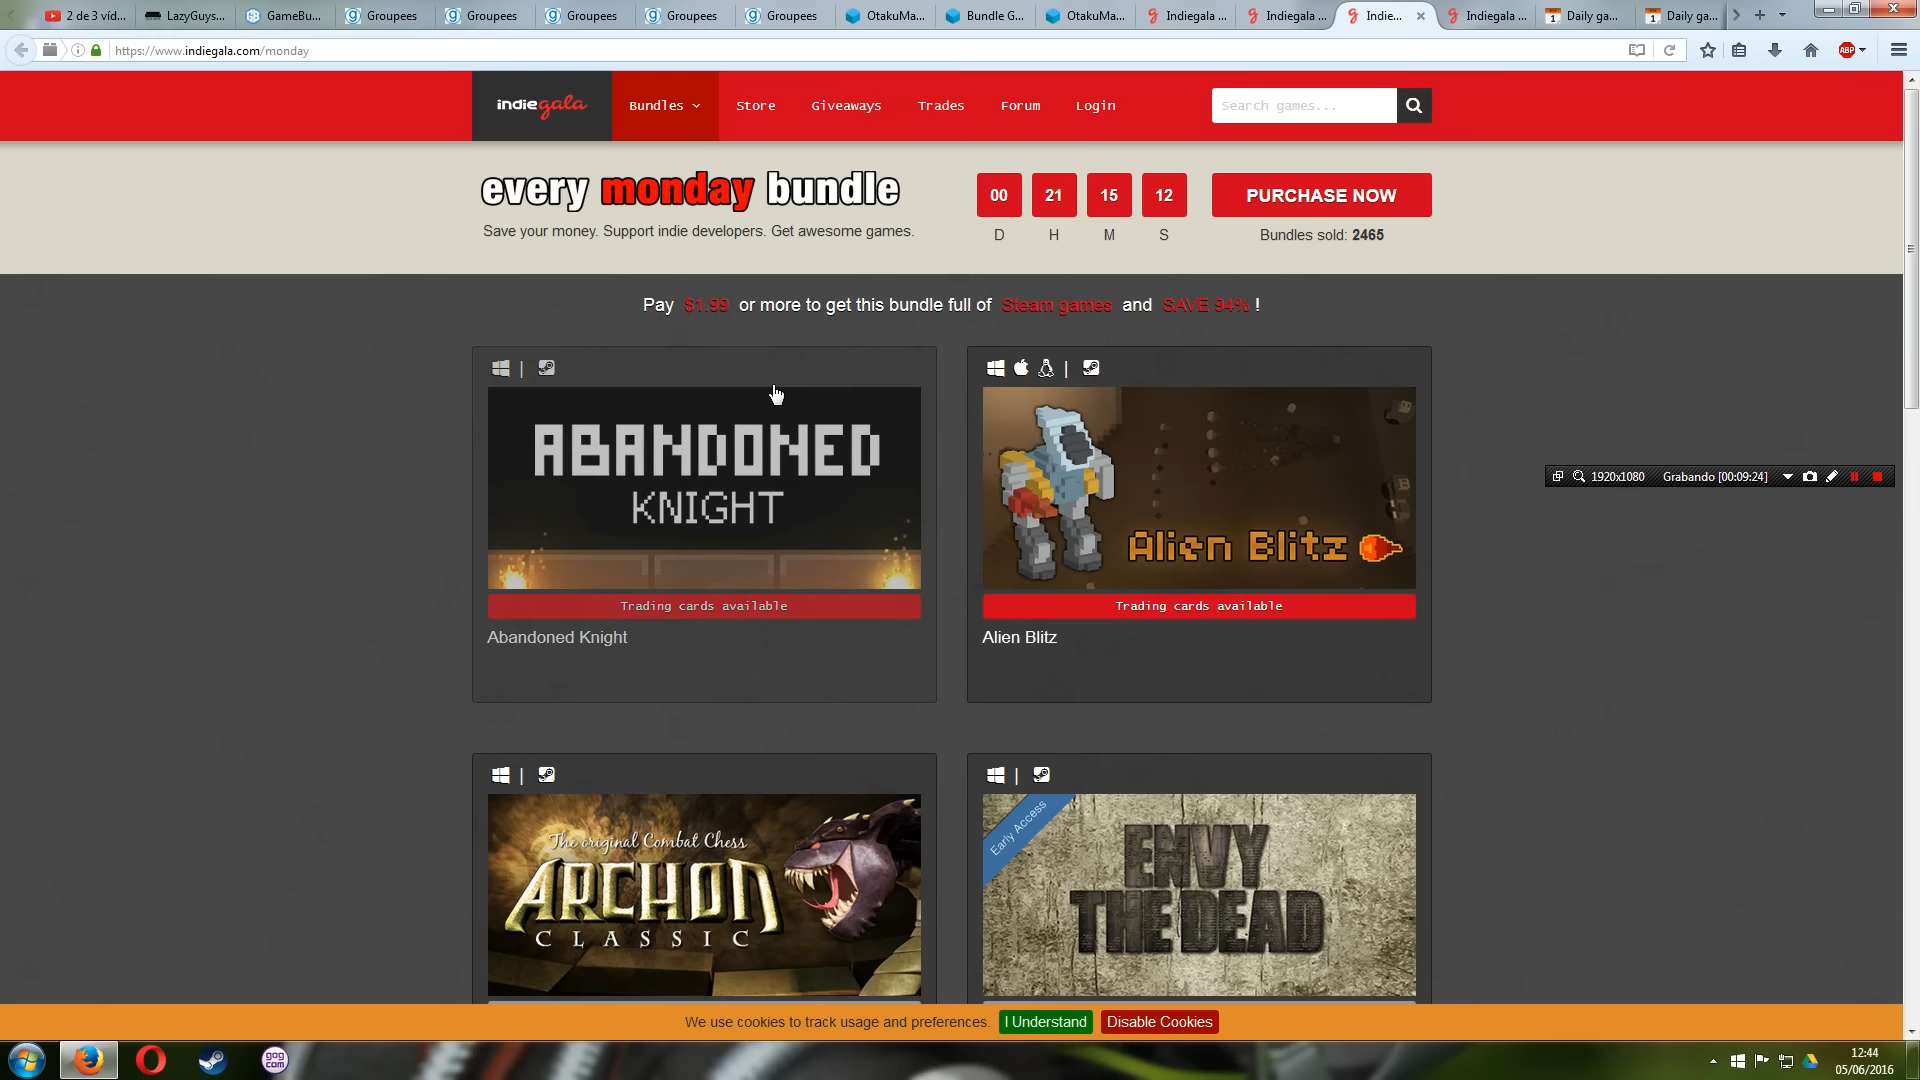 2 de 3 víd...
LazyGuys...
GameBu...
Groupees
Groupees
Groupees
Groupees
Groupees
OtakuMa...
Bundle G...
OtakuMa...
Indiegala ...
Indiegala ...
Indie...
Indiegala ...
Daily ga...
Daily ga...
https://www.indiegala.com/monday
ABP
indiegala
Bundles
Store
Giveaways
Trades
Forum
Login
Search games...
every monday bundle
00 21 15 12
PURCHASE NOW
Save your money. Support indie developers. Get awesome games.
D H M S
Bundles sold: 2465
Pay $1.99 or more to get this bundle full of Steam games and SAVE 94% !
ABANDONED
KNIGHT
Trading cards available
Abandoned Knight
Alien Blitz
Trading cards available
Alien Blitz
1920x1080
Grabando [00:09:24]
The original Combat Chess
ARCHON
CLASSIC
Early Access
ENVY
THE DEAD
We use cookies to track usage and preferences.
I Understand
Disable Cookies
gog
com
12:44
05/06/2016